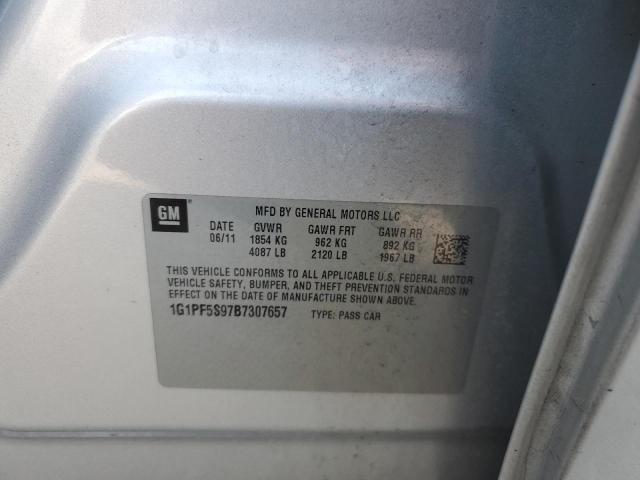 GM
MFD BY GENERAL MOTORS LLC
DATE GVWR GAWR FRT GAWR RR
06/11 1854 KG 962 KG 892 KG
4087 LB 2120 LB 1967 LB
THIS VEHICLE CONFORMS TO ALL APPLICABLE U.S. FEDERAL MOTOR
VEHICLE SAFETY, BUMPER, AND THEFT PREVENTION STANDARDS IN
EFFECT ON THE DATE OF MANUFACTURE SHOWN ABOVE.
1G1PF5S97B7307657 TYPE: PASS CAR